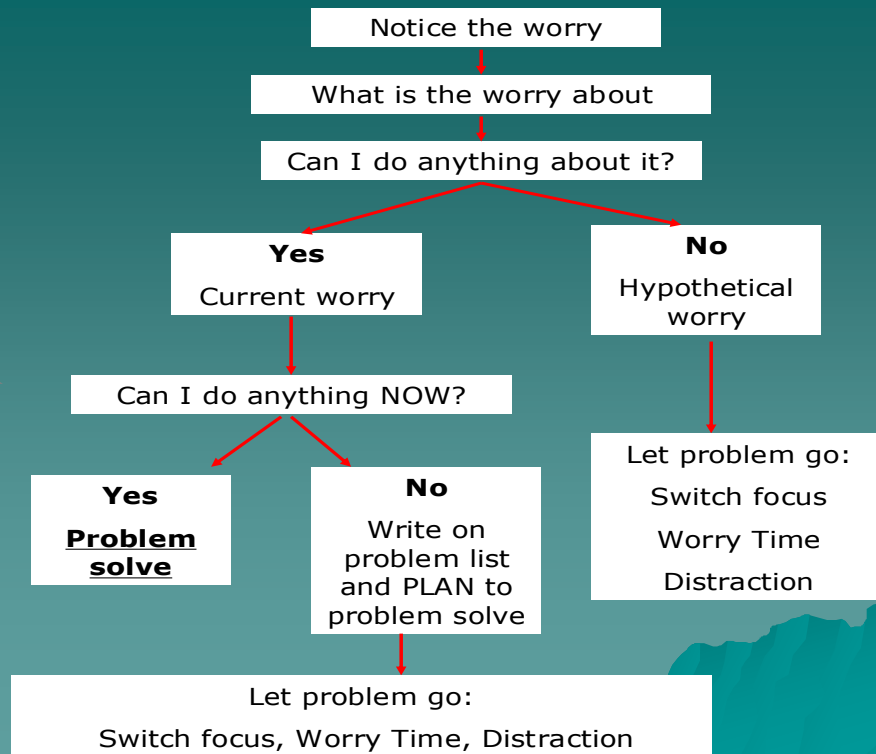 Notice the worry
What is the worry about
Can I do anything about it?
Yes
Current worry
No
Hypothetical
worry
Can I do anything NOW?
Yes
Problem
solve
No
Write on
problem list
and PLAN to
problem solve
Let problem go:
Switch focus
Worry Time
Distraction
Let problem go:
Switch focus, Worry Time, Distraction